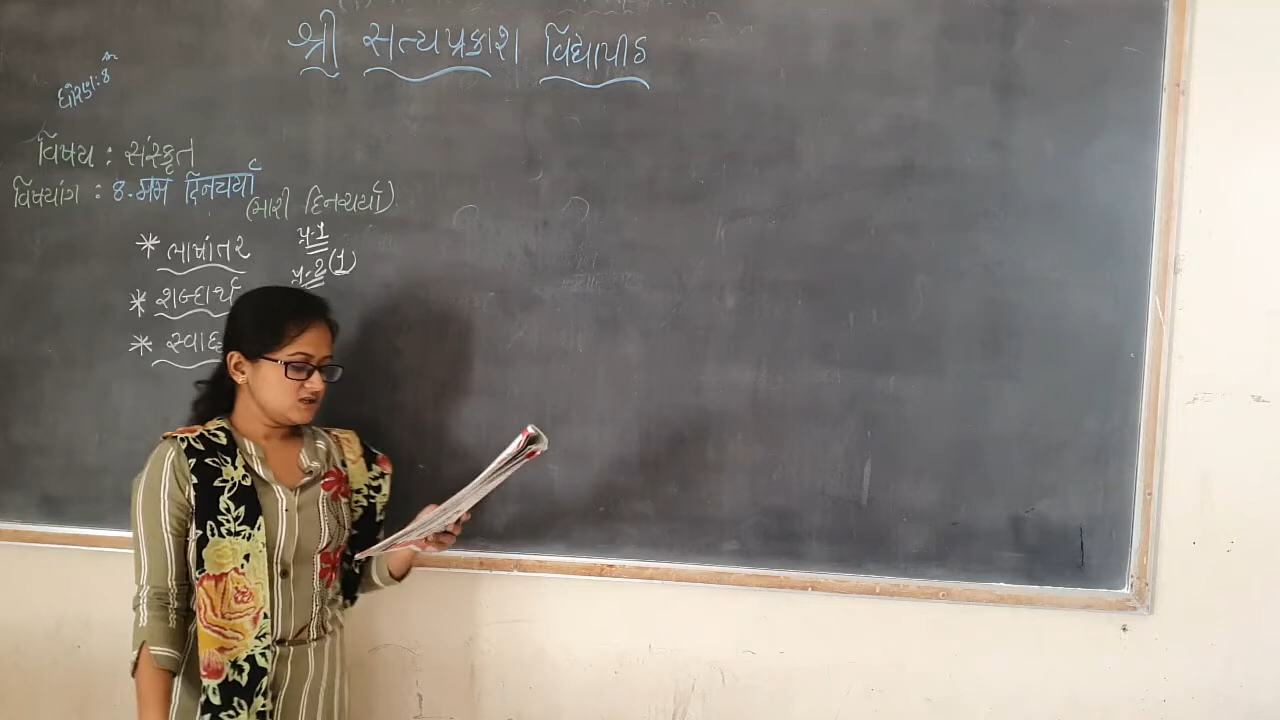 શ્રી સત્યપ્રકાશ વિદ્યાપીઠ
ધોરણ: 8
વિષય : સંસ્કૃત
વિષયાંગ : 8. मम दिनचर्या
(મારી દિનચર્યા)
* ભાષાંતર
પ્ર.1
* શબ્દાર્થ
પ્ર.2 (1)
*